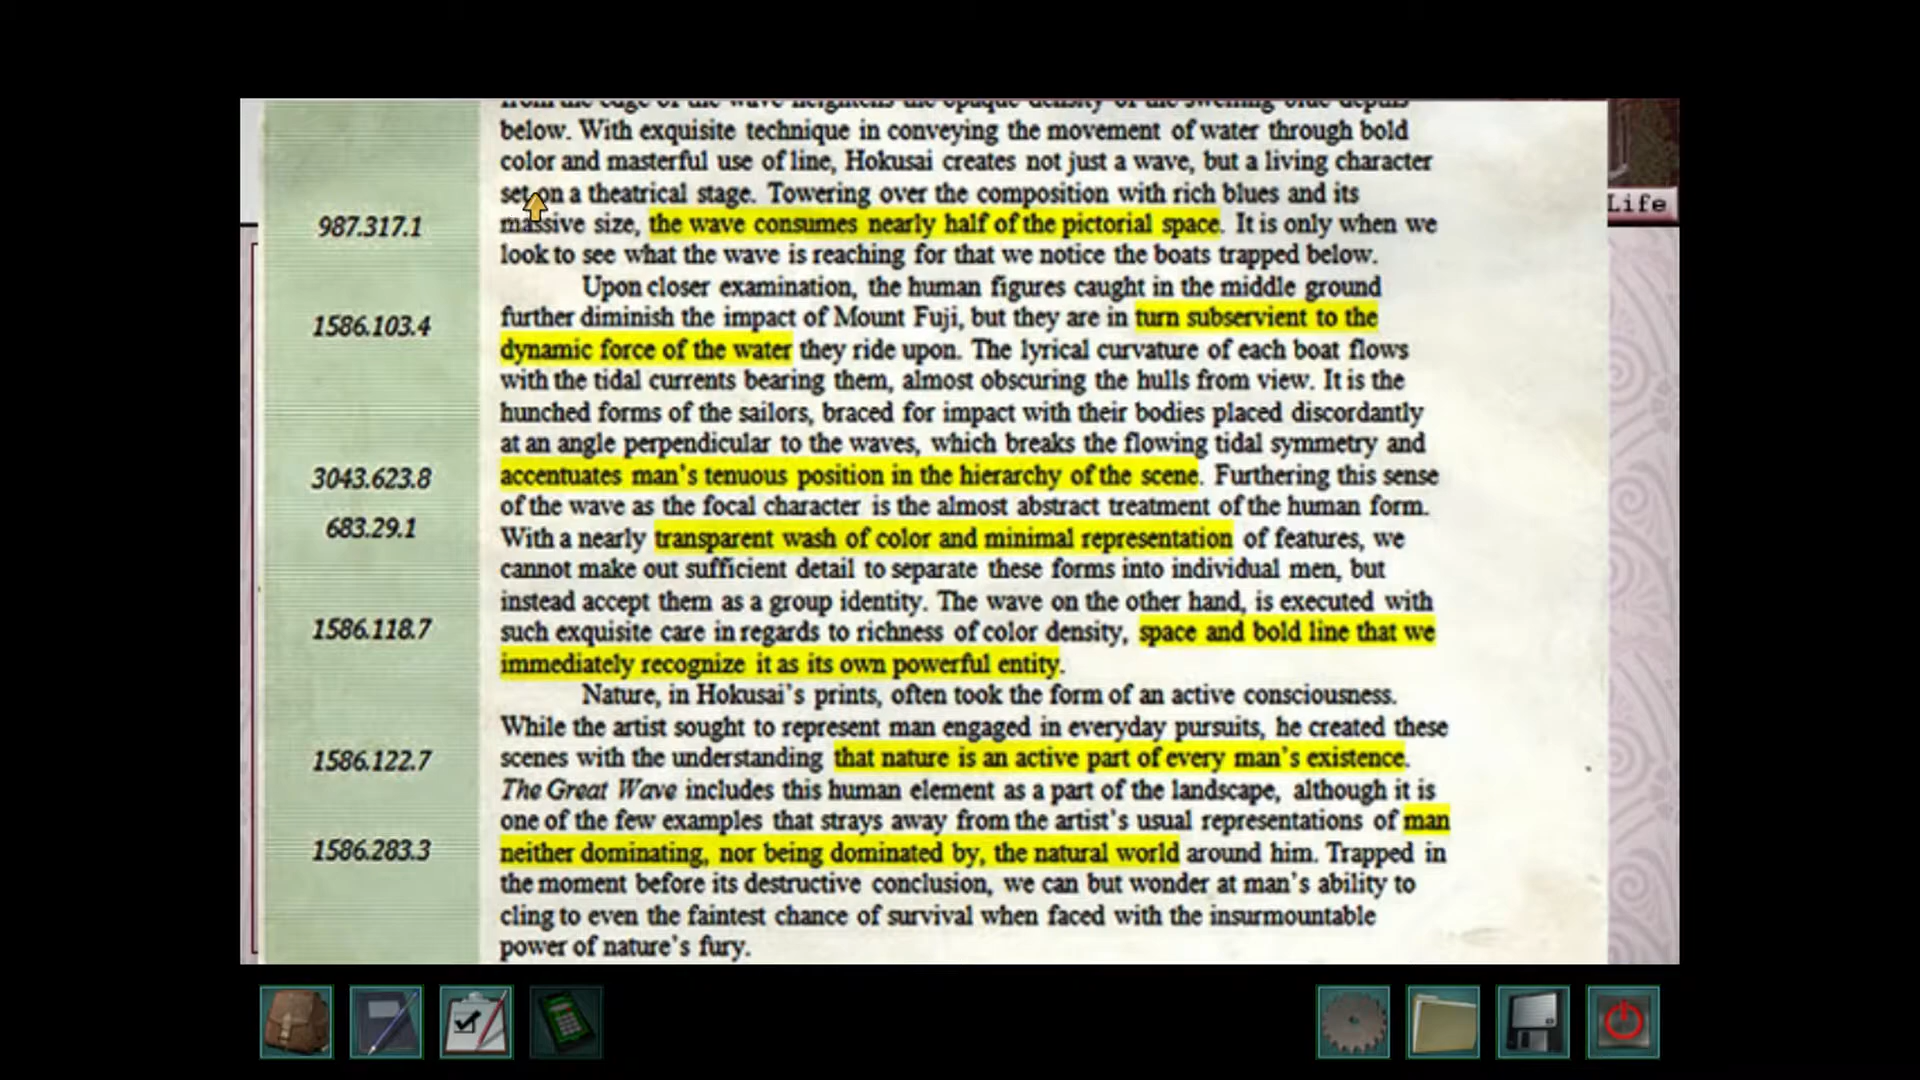 from the edge of the wave heightens the opaque density of the swelling blue depths
below. With exquisite technique in conveying the movement of water through bold
color and masterful use of line, Hokusai creates not just a wave, but a living character
set on a theatrical stage. Towering over the composition with rich blues and its
Life
987.317.1
massive size, the wave consumes nearly half of the pictorial space. It is only when we
look to see what the wave is reaching for that we notice the boats trapped below.
Upon closer examination, the human figures caught in the middle ground
1586.103.4
further diminish the impact of Mount Fuji, but they are in turn subservient to the
dynamic force of the water they ride upon. The lyrical curvature of each boat flows
with the tidal currents bearing them, almost obscuring the hulls from view. It is the
hunched forms of the sailors, braced for impact with their bodies placed discordantly
at an angle perpendicular to the waves, which breaks the flowing tidal symmetry and
3043.623.8
accentuates man's tenuous position in the hierarchy of the scene. Furthering this sense
of the wave as the focal character is the almost abstract treatment of the human form.
683.29.1
With a nearly transparent wash of color and minimal representation of features, we
cannot make out sufficient detail to separate these forms into individual men, but
instead accept them as a group identity. The wave on the other hand, is executed with
1586.118.7
such exquisite care in regards to richness of color density, space and bold line that we
immediately recognize it as its own powerful entity.
Nature, in Hokusai's prints, often took the form of an active consciousness.
While the artist sought to represent man engaged in everyday pursuits, he created these
1586.122.7
scenes with the understanding that nature is an active part of every man's existence.
The Great Wave includes this human element as a part of the landscape, although it is
one of the few examples that strays away from the artist's usual representations of man
1586.283.3
neither dominating, nor being dominated by, the natural world around him. Trapped in
the moment before its destructive conclusion, we can but wonder at man's ability to
cling to even the faintest chance of survival when faced with the insurmountable
power of nature's fury.